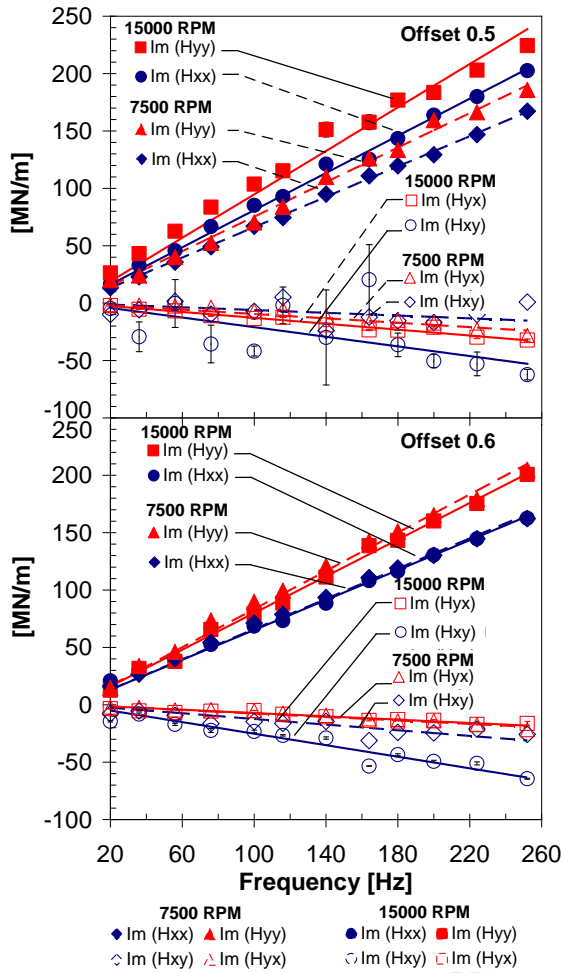 250
15000 RPM
Offset 0.5
Im (Hyy)
200
Im (Hxx)
7500 RPM
150
Im (Hyy)
Im (Hxx)
100
15000 RPM
Im (Hyx)
50
Im (Hxy)
7500 RPM
0
Im (Hyx)
Im (Hxy)
-50
-100
[MN/m]
250
15000 RPM
Offset 0.6
Im (Hyy)
200
Im (Hxx)
7500 RPM
150
Im (Hyy)
Im (Hxx)
100
15000 RPM
Im (Hyx)
50
Im (Hxy)
7500 RPM
Im (Hyx)
0
Im (Hxy)
-50
-100
[MN/m]
20 60 100 140 180 220 260
Frequency [Hz]
7500 RPM 15000 RPM
Im (Hxx) Im (Hyy) Im (Hxx) Im (Hyy)
Im (Hxy) Im (Hyx) Im (Hxy) Im (Hyx)